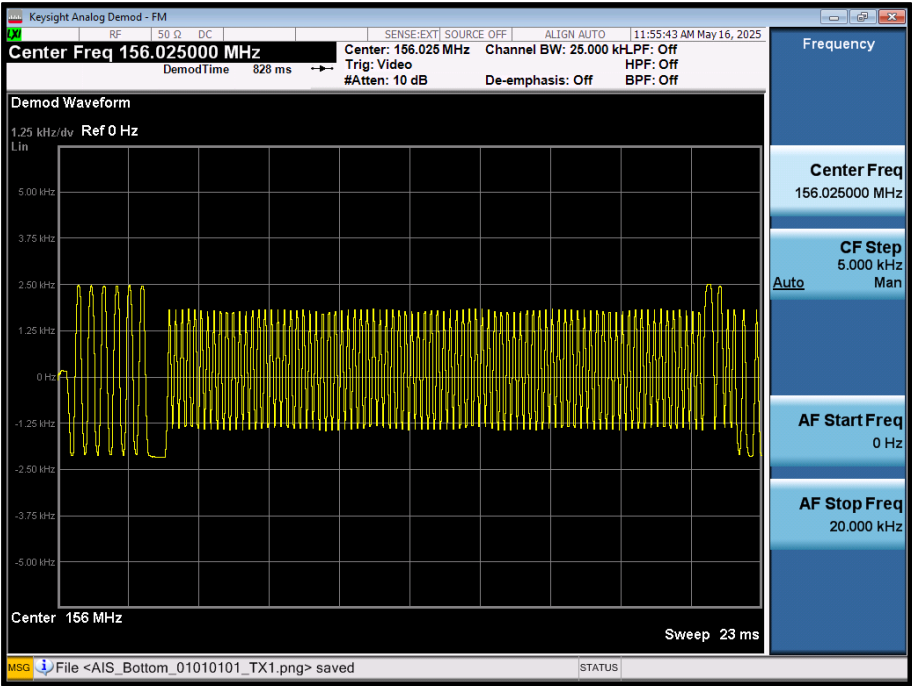 Keysight Analog Demod - FM
LXI RF 50 Ω DC SENSE:EXT SOURCE OFF ALIGN AUTO 11:55:43 AM May 16, 2025
Center Freq 156.025000 MHz
DemodTime 828 ms
Center: 156.025 MHz Channel BW: 25.000 kHLPF: Off
Trig: Video HPF: Off
#Atten: 10 dB De-emphasis: Off BPF: Off
Demod Waveform
1.25 kHz/dv Ref 0 Hz
Lin
5.00 kHz
3.75 kHz
2.50 kHz
1.25 kHz
0 Hz
-1.25 kHz
-2.50 kHz
-3.75 kHz
-5.00 kHz
Center 156 MHz
Sweep 23 ms
Frequency
Center Freq
156.025000 MHz
CF Step
5.000 kHz
Auto Man
AF Start Freq
0 Hz
AF Stop Freq
20.000 kHz
MSG File <AIS_Bottom_01010101_TX1.png> saved STATUS